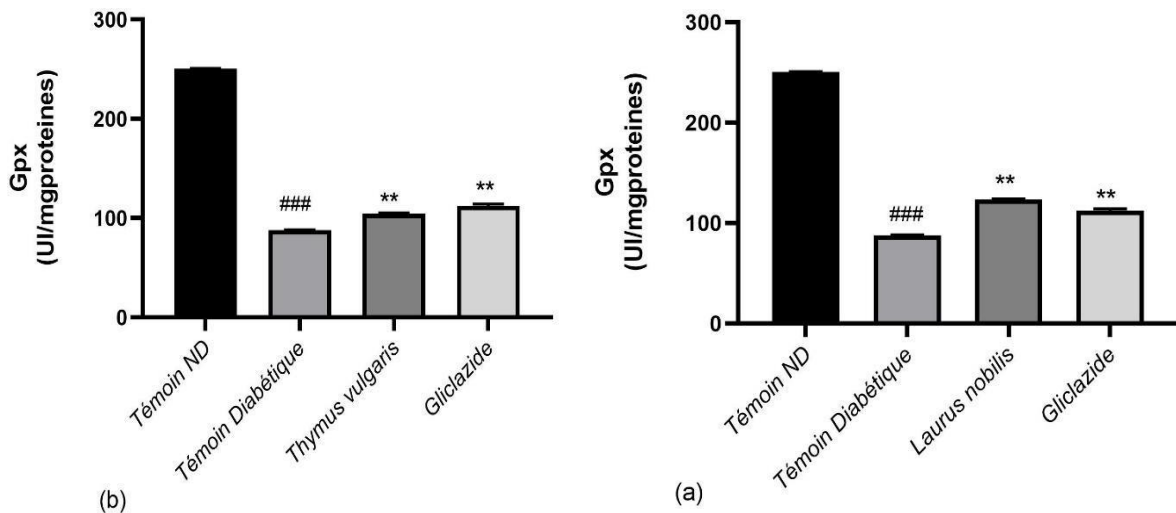 Gpx
(UI/mgproteines)
300
200
100
0
###
**
**
Témoin ND
Témoin Diabétique
Thymus vulgaris
Gliclazide
(b)
Gpx
(UI/mgproteines)
300
200
100
0
###
**
**
Témoin ND
Témoin Diabétique
Laurus nobilis
Gliclazide
(a)